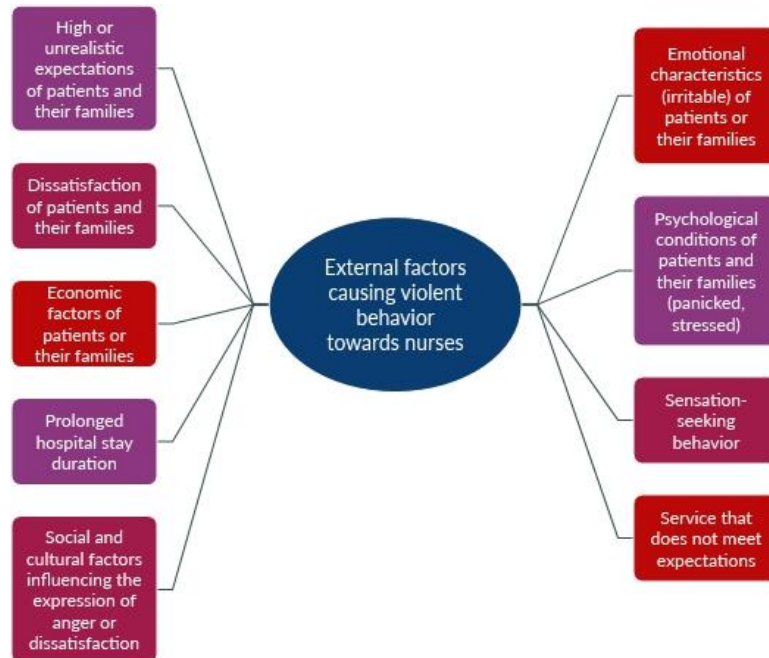 High or
unrealistic
expectations
of patients and
their families
Dissatisfaction
of patients and
their families
Economic
factors of
patients or
their families
Prolonged
hospital stay
duration
Social and
cultural factors
influencing the
expression of
anger or
dissatisfaction
External factors
causing violent
behavior
towards nurses
Emotional
characteristics
(irritable) of
patients or
their families
Psychological
conditions of
patients and
their families
(panicked,
stressed)
Sensation-
seeking
behavior
Service that
does not meet
expectations